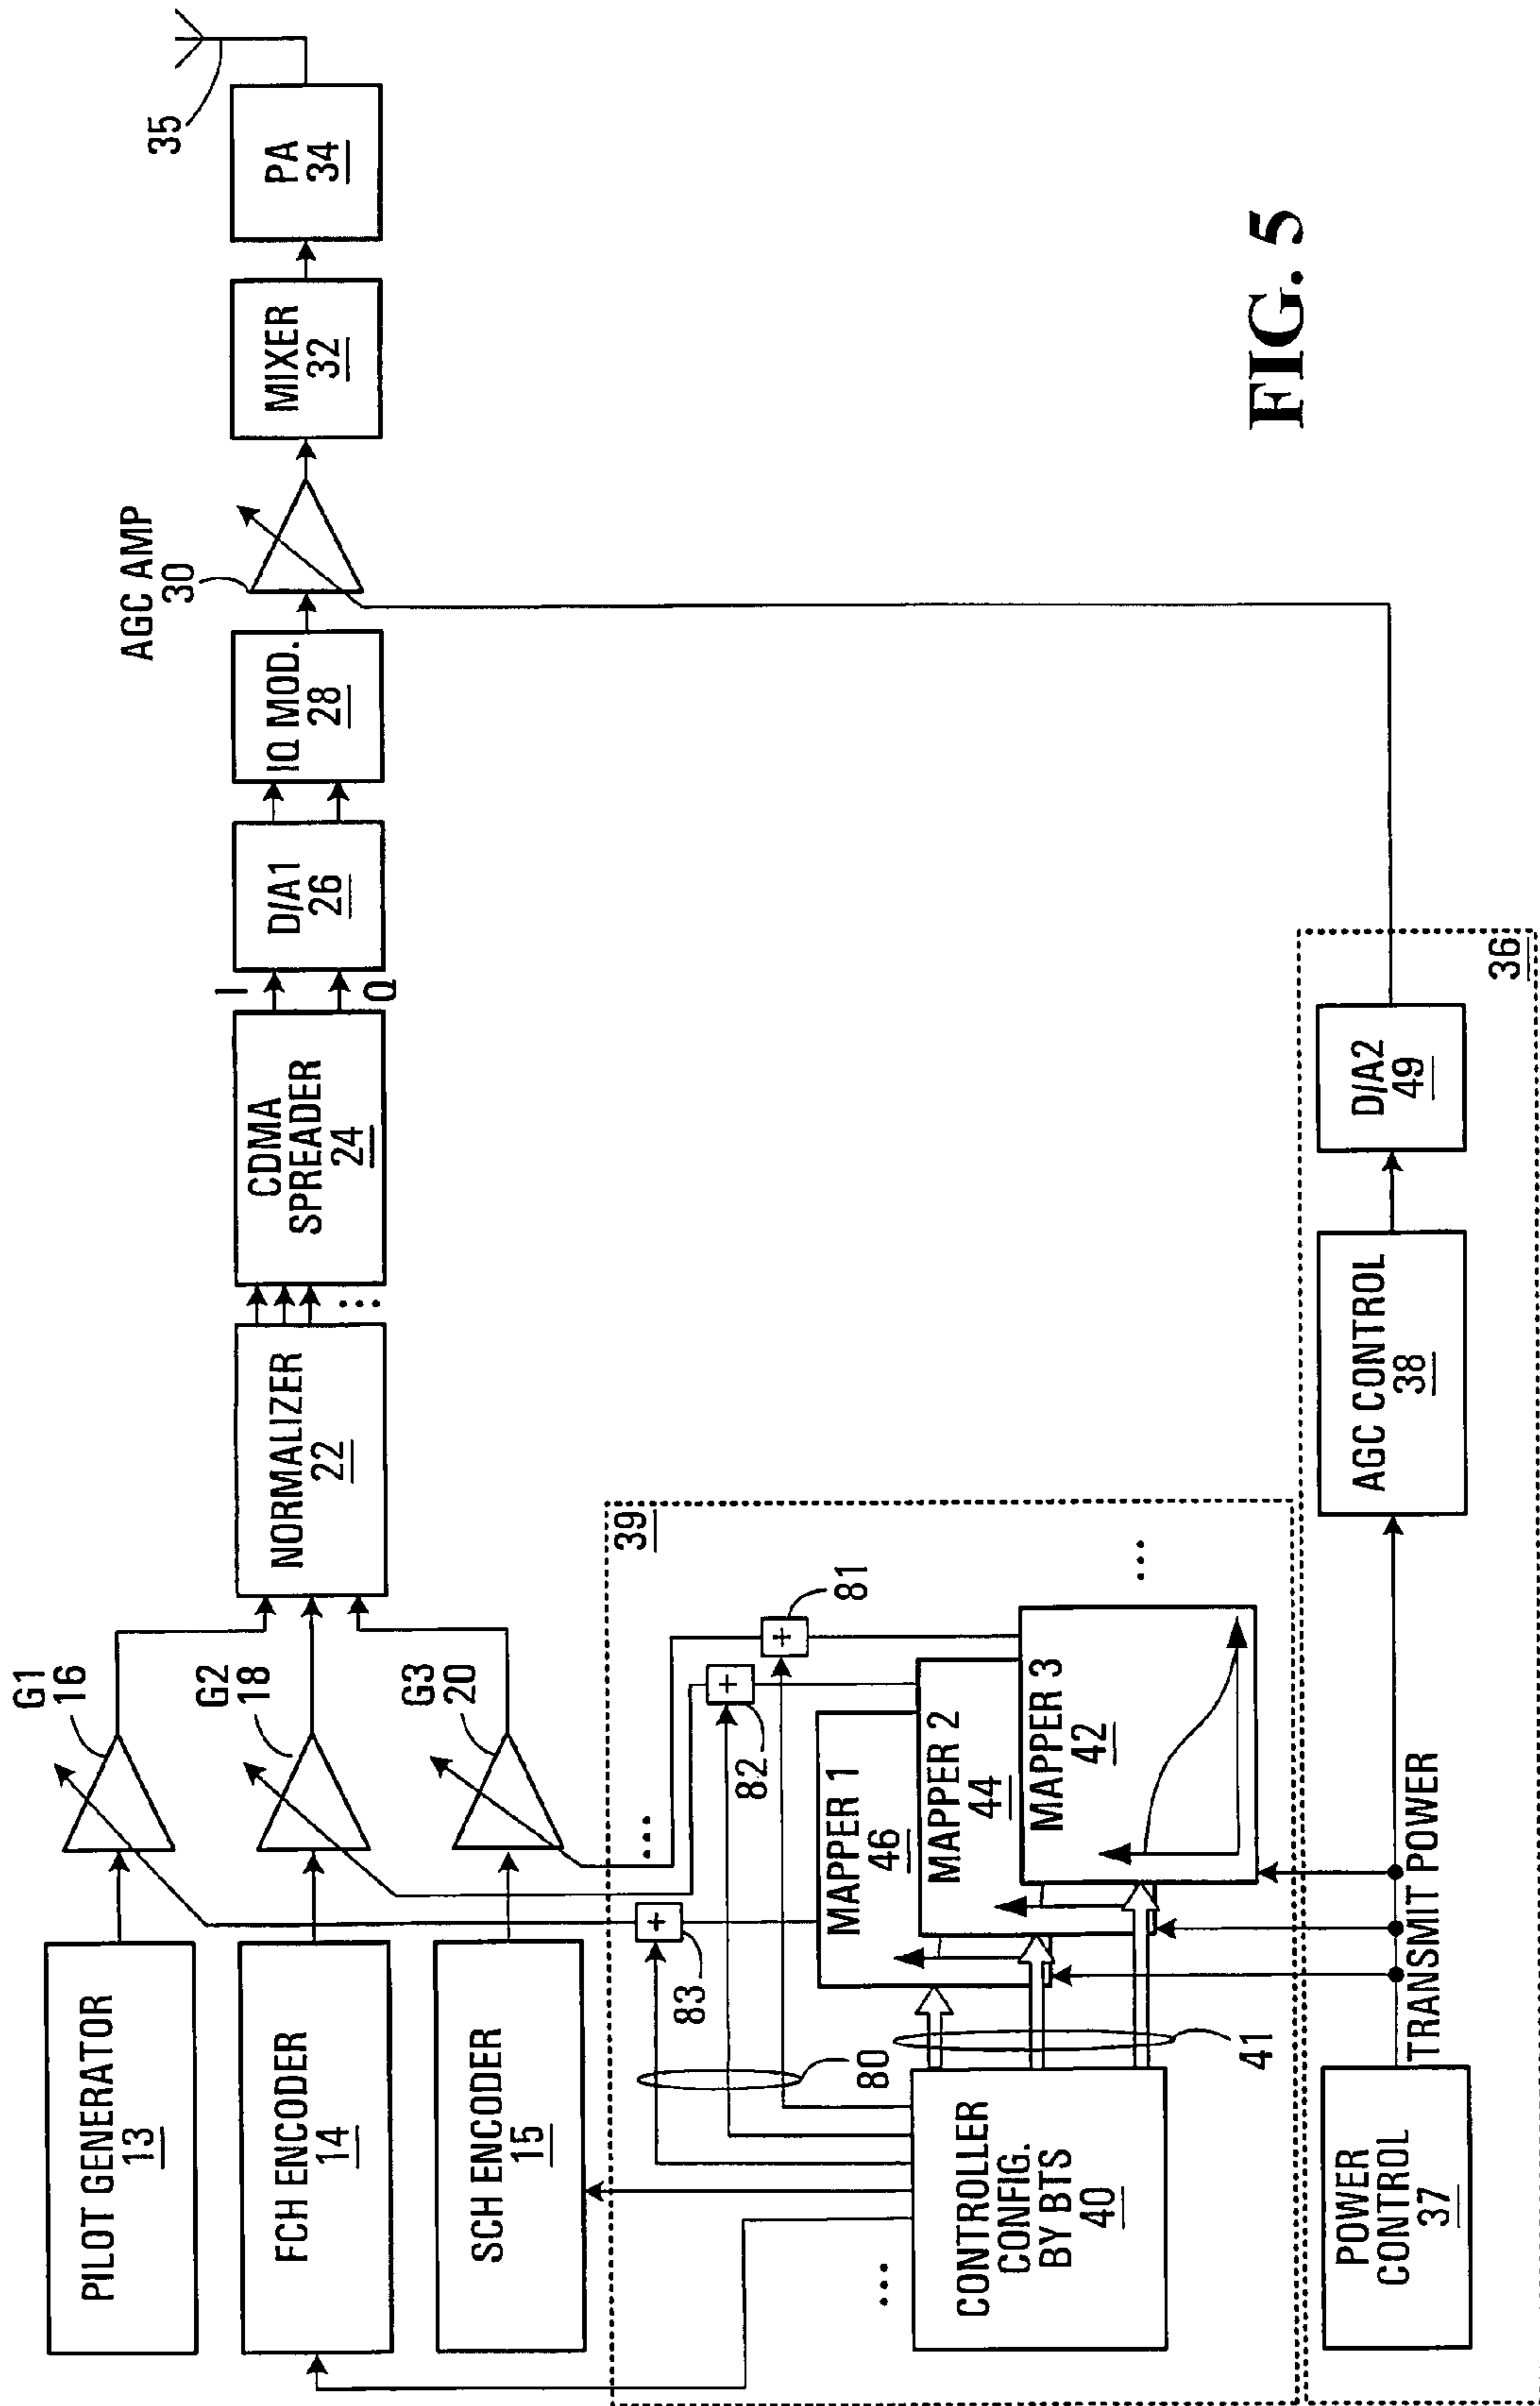 PILOT GENERATOR
13
G1
16
FCH ENCODER
14
G2
18
SCH ENCODER
15
G3
20
NORMALIZER
22
...
CDMA
SPREADER
24
I
Q
D/A1
26
IQ MOD.
28
AGC AMP
30
MIXER
32
PA
34
35
39
...
83
+
82
+
81
+
80
...
CONTROLLER
CONFIG.
BY BTS
40
41
MAPPER 1
46
MAPPER 2
44
MAPPER 3
42
...
POWER
CONTROL
37
TRANSMIT POWER
AGC CONTROL
38
D/A2
49
36
FIG. 5